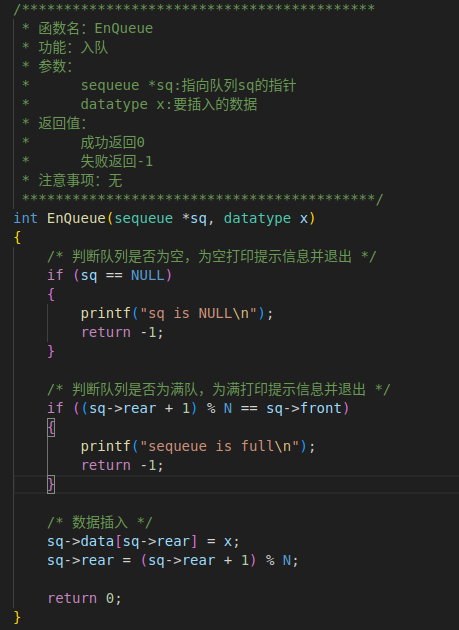 /******************************************
 * 函数名：EnQueue
 * 功能：入队
 * 参数：
 *      sequeue *sq:指向队列sq的指针
 *      datatype x:要插入的数据
 * 返回值：
 *      成功返回0
 *      失败返回-1
 * 注意事项：无
 ******************************************/
int EnQueue(sequeue *sq, datatype x)
{
    /* 判断队列是否为空，为空打印提示信息并退出 */
    if (sq == NULL)
    {
        printf("sq is NULL\n");
        return -1;
    }
    /* 判断队列是否为满队，为满打印提示信息并退出 */
    if ((sq->rear + 1) % N == sq->front)
    {
        printf("sequeue is full\n");
        return -1;
    }
    /* 数据插入 */
    sq->data[sq->rear] = x;
    sq->rear = (sq->rear + 1) % N;
    return 0;
}